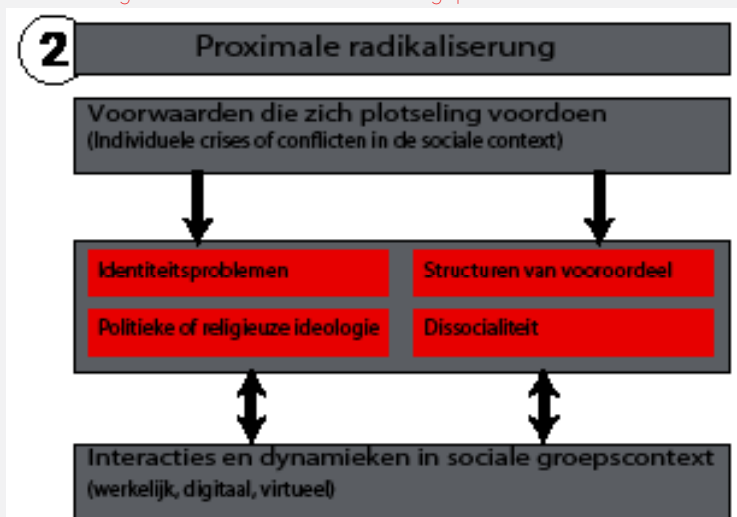 2
Proximale radikaliserung
Voorwaarden die zich plotseling voordoen
(Individuele crises of conflicten in de sociale context)
Identiteitsproblemen
Structuren van vooroordeel
Politieke of religieuze ideologie
Dissocialiteit
Interacties en dynamieken in sociale groepscontext
(werkelijk, digitaal, virtueel)